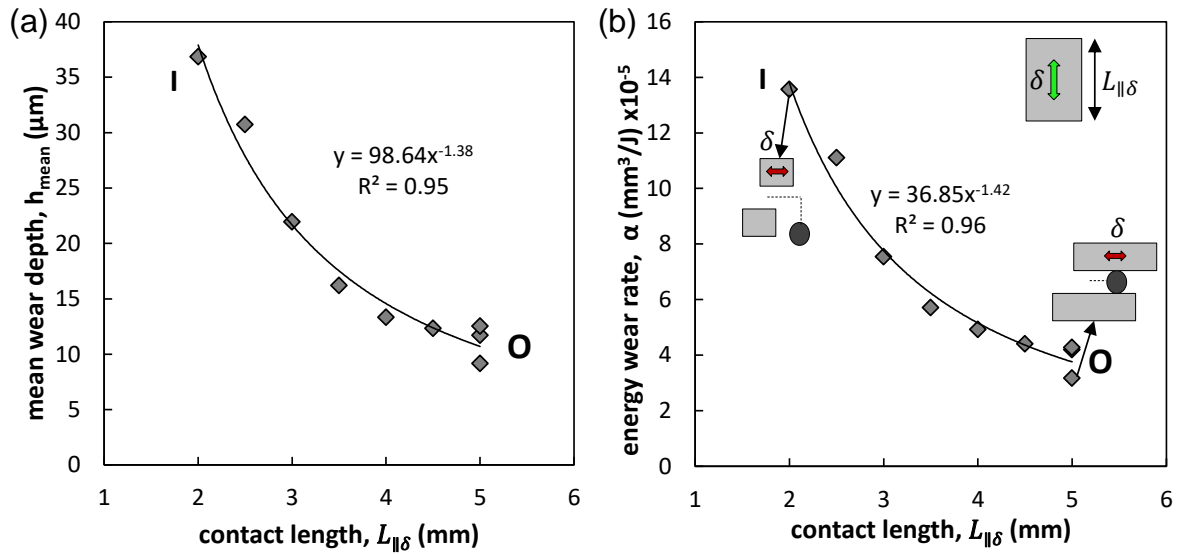 (a)
mean wear depth, hmean (µm)
40
35
30
25
20
15
10
5
0
I
y = 98.64x-1.38
R² = 0.95
O
1 2 3 4 5 6
contact length, L∥δ (mm)
(b)
energy wear rate, α (mm³/J) x10-5
16
14
12
10
8
6
4
2
0
I
δ
δ
L∥δ
y = 36.85x-1.42
R² = 0.96
δ
O
1 2 3 4 5 6
contact length, L∥δ (mm)